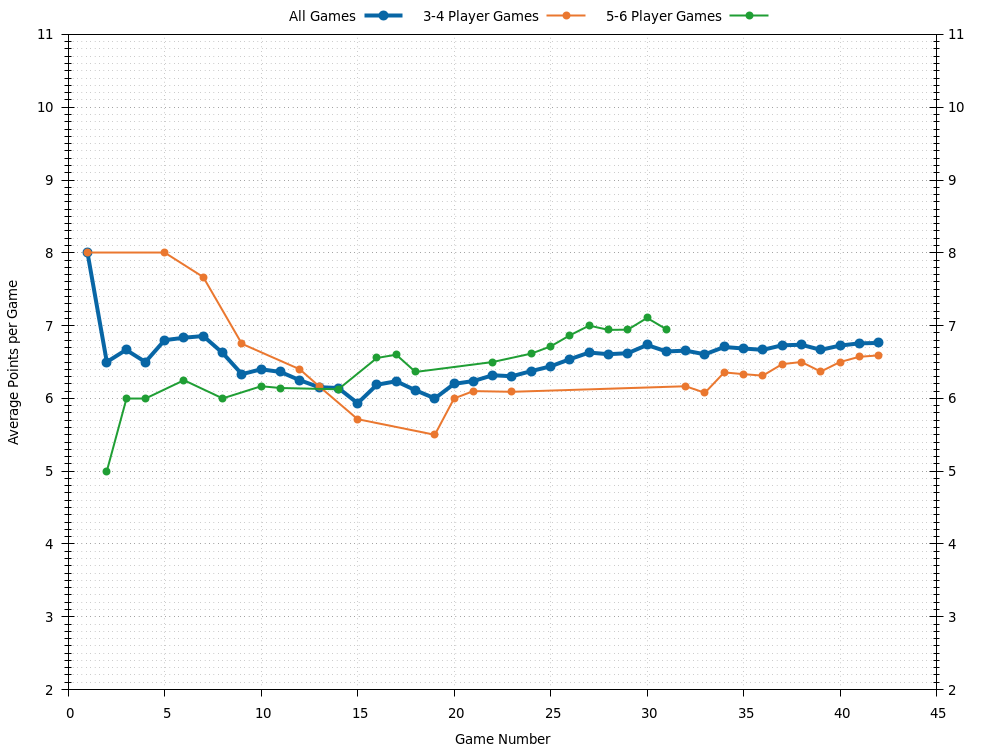 All Games 3-4 Player Games 5-6 Player Games
11 11
10 10
9 9
8 8
7 7
6 6
5 5
4 4
3 3
2 2
Average Points per Game
0 5 10 15 20 25 30 35 40 45
Game Number